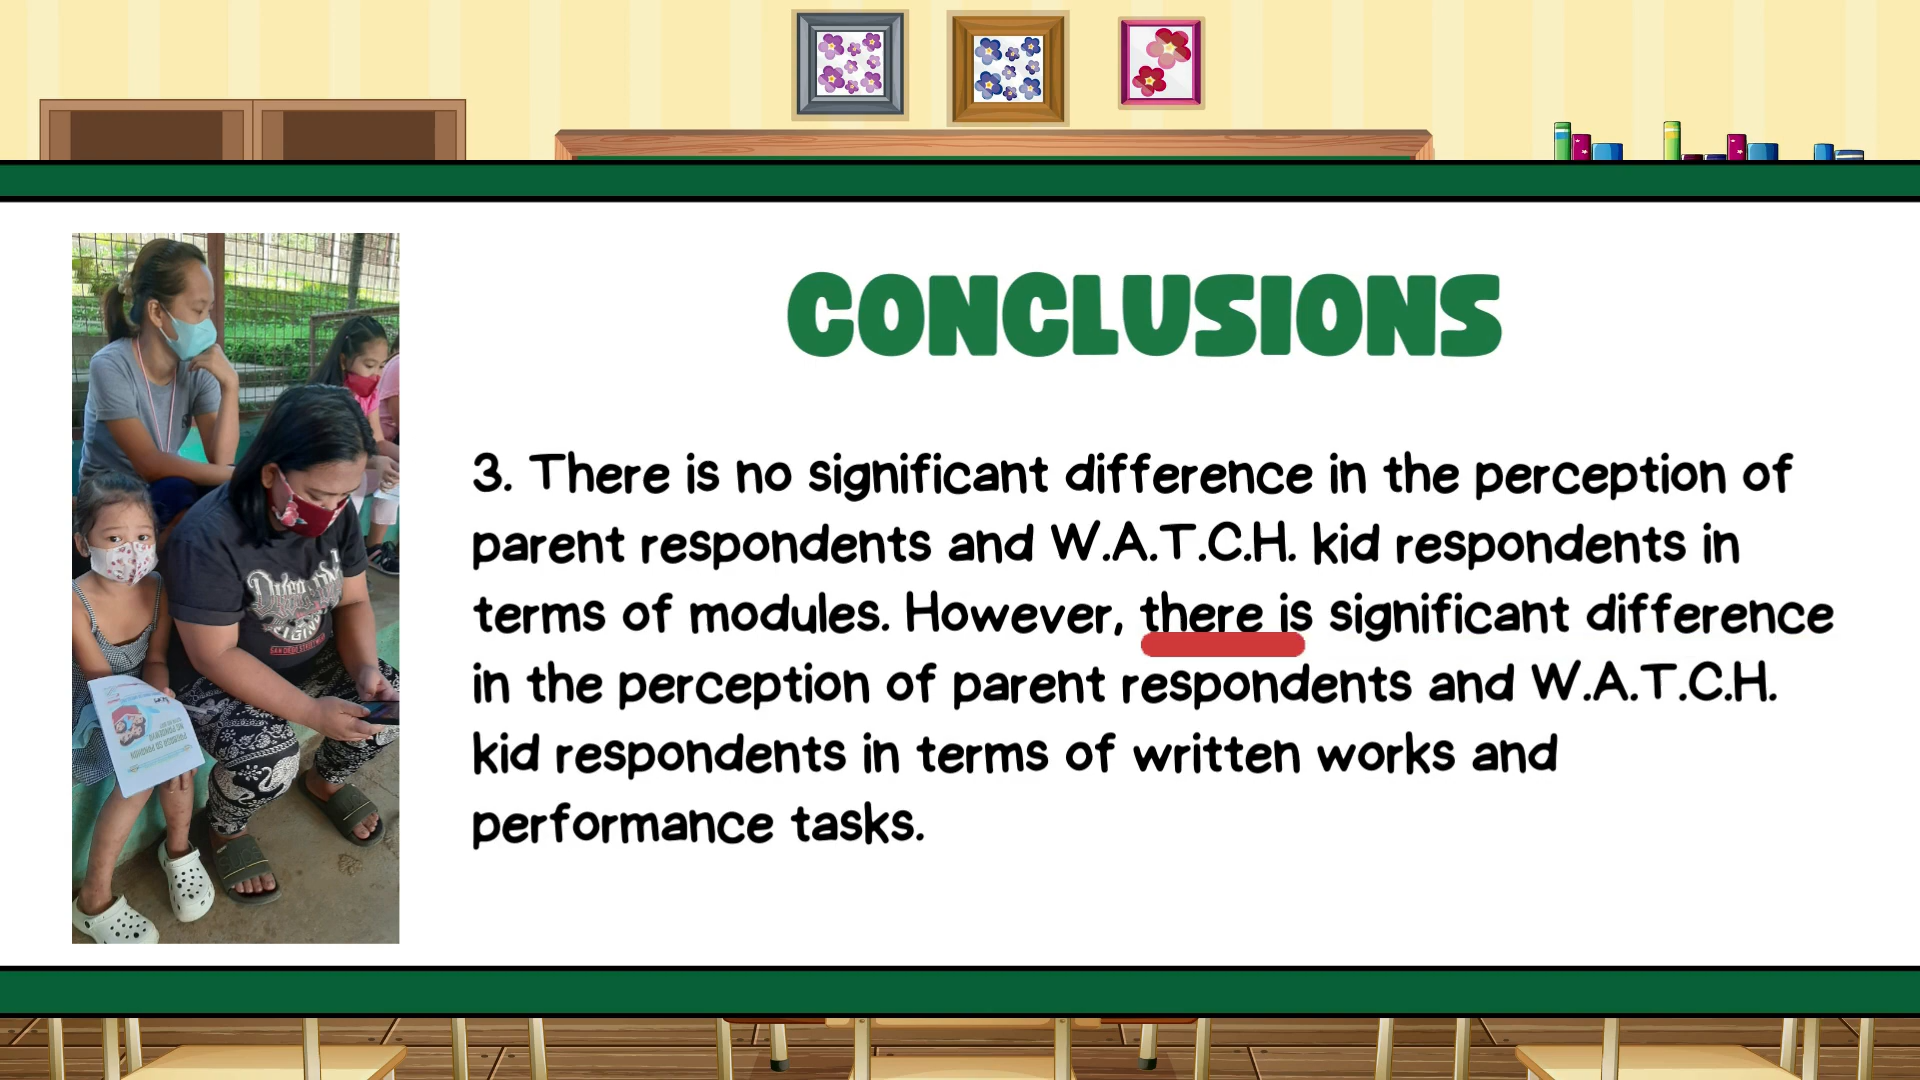 CONCLUSIONS
3. There is no significant difference in the perception of
parent respondents and W.A.T.C.H. kid respondents in
terms of modules. However, there is significant difference
in the perception of parent respondents and W.A.T.C.H.
kid respondents in terms of written works and
performance tasks.